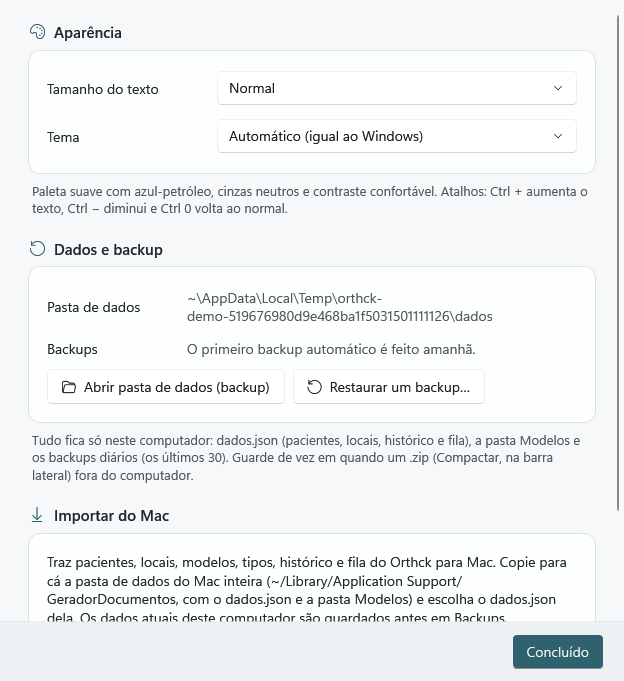 Aparência
Tamanho do texto
Normal
Tema
Automático (igual ao Windows)
Paleta suave com azul-petróleo, cinzas neutros e contraste confortável. Atalhos: Ctrl + aumenta o
texto, Ctrl − diminui e Ctrl 0 volta ao normal.
Dados e backup
Pasta de dados
~\AppData\Local\Temp\orthck-
demo-519676980d9e468ba1f5031501111126\dados
Backups
O primeiro backup automático é feito amanhã.
Abrir pasta de dados (backup)
Restaurar um backup...
Tudo fica só neste computador: dados.json (pacientes, locais, histórico e fila), a pasta Modelos e
os backups diários (os últimos 30). Guarde de vez em quando um .zip (Compactar, na barra
lateral) fora do computador.
Importar do Mac
Traz pacientes, locais, modelos, tipos, histórico e fila do Orthck para Mac. Copie para
cá a pasta de dados do Mac inteira (~/Library/Application Support/
GeradorDocumentos, com o dados.json e a pasta Modelos) e escolha o dados.json
dela. Os dados atuais deste computador são guardados antes em Backups.
Concluído